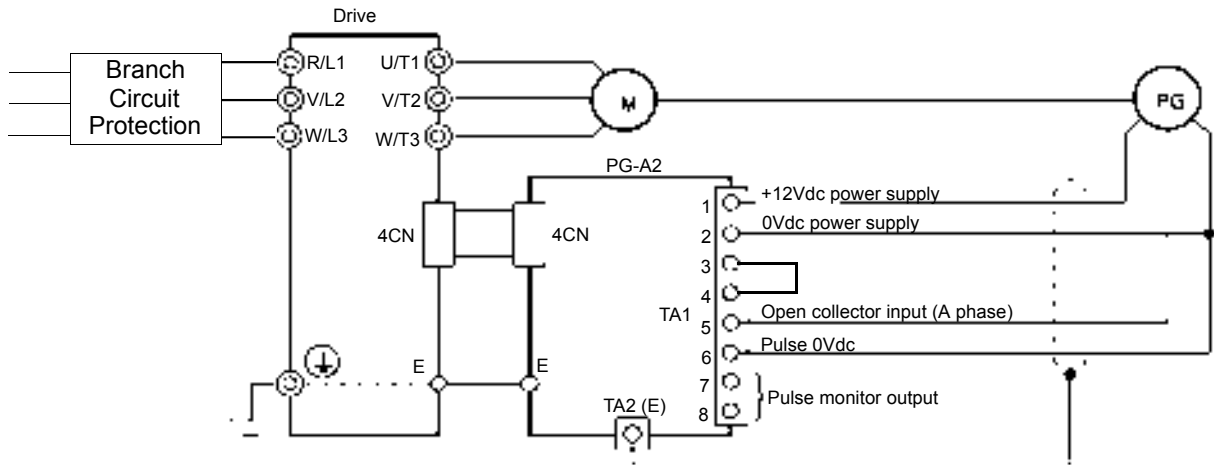 Drive
Branch
Circuit
Protection
R/L1
V/L2
W/L3
U/T1
V/T2
W/T3
M
PG
PG-A2
4CN
4CN
1
+12Vdc power supply
2
0Vdc power supply
3
4
TA1
5
Open collector input (A phase)
6
Pulse 0Vdc
7
8
Pulse monitor output
E
E
TA2 (E)